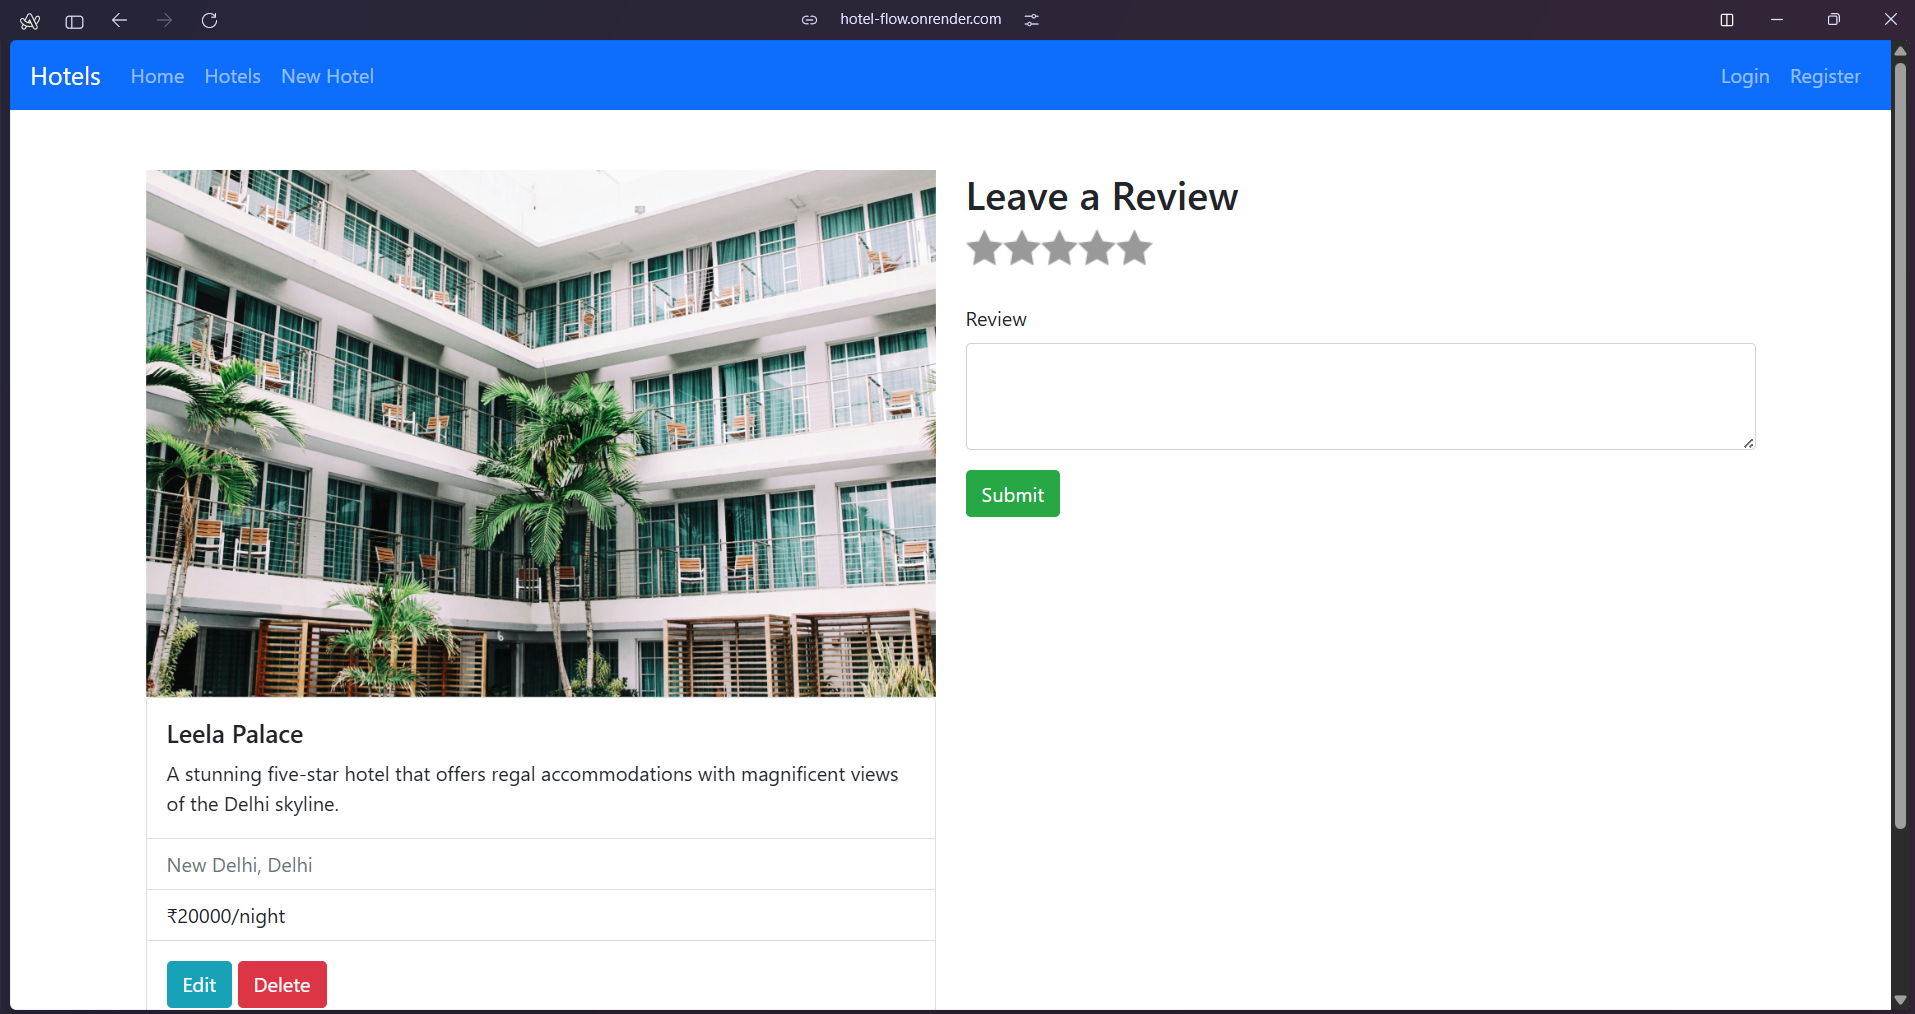 hotel-flow.onrender.com
Hotels Home Hotels New Hotel Login Register
Leave a Review
Review
Submit
Leela Palace
A stunning five-star hotel that offers regal accommodations with magnificent views
of the Delhi skyline.
New Delhi, Delhi
₹20000/night
Edit Delete